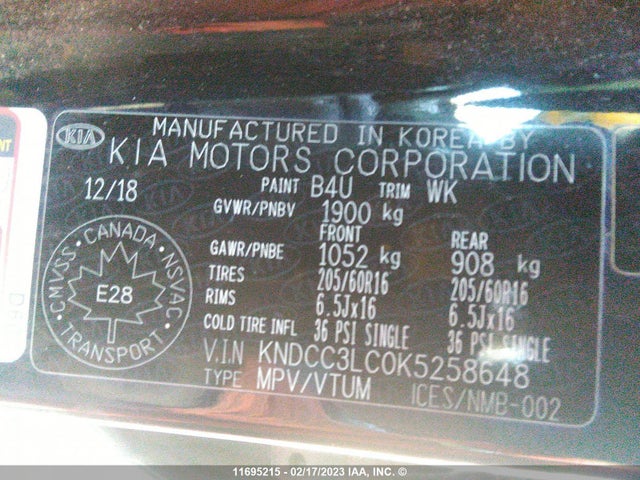 KIA
MANUFACTURED IN KOREA BY
KIA MOTORS CORPORATION
12/18 PAINT B4U TRIM WK
GVWR/PNBV 1900 kg
FRONT REAR
GAWR/PNBE 1052 kg 908 kg
TIRES 205/60R16 205/60R16
RIMS 6.5Jx16 6.5Jx16
COLD TIRE INFL 36 PSI SINGLE 36 PSI SINGLE
V.I.N KNDCC3LC0K5258648
TYPE MPV/VTUM ICES/NMB-002
CANADA
CMVSS NSVAC
E28
TRANSPORT
11695215 - 02/17/2023 IAA, INC. ©